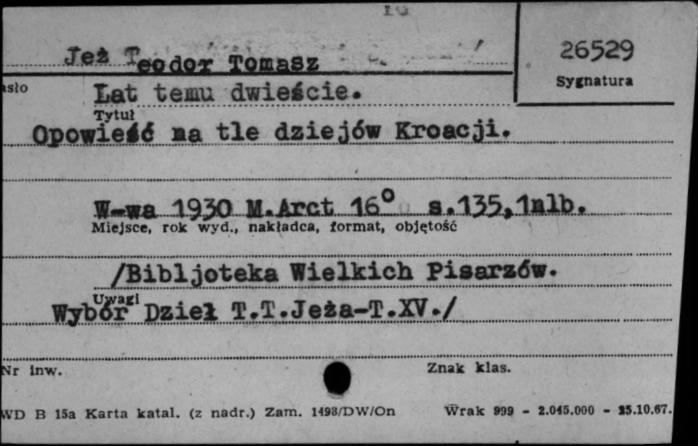 Jeż Teodor Tomasz
26529
Sygnatura
asło
Lat temu dwieście.
Tytuł
Opowieść na tle dziejów Kroacji.
W-wa 1930 M.Arct 16° s.135,1nlb.
Miejsce, rok wyd., nakładca, format, objętość
/Bibljoteka Wielkich Pisarzów.
Uwagi
Wybór Dzieł T.T.Jeża-T.XV./
Nr inw.
Znak klas.
WD B 15a Karta katal. (z nadr.) Zam. 1498/DW/On Wrak 999 - 2.045.000 - 25.10.67.